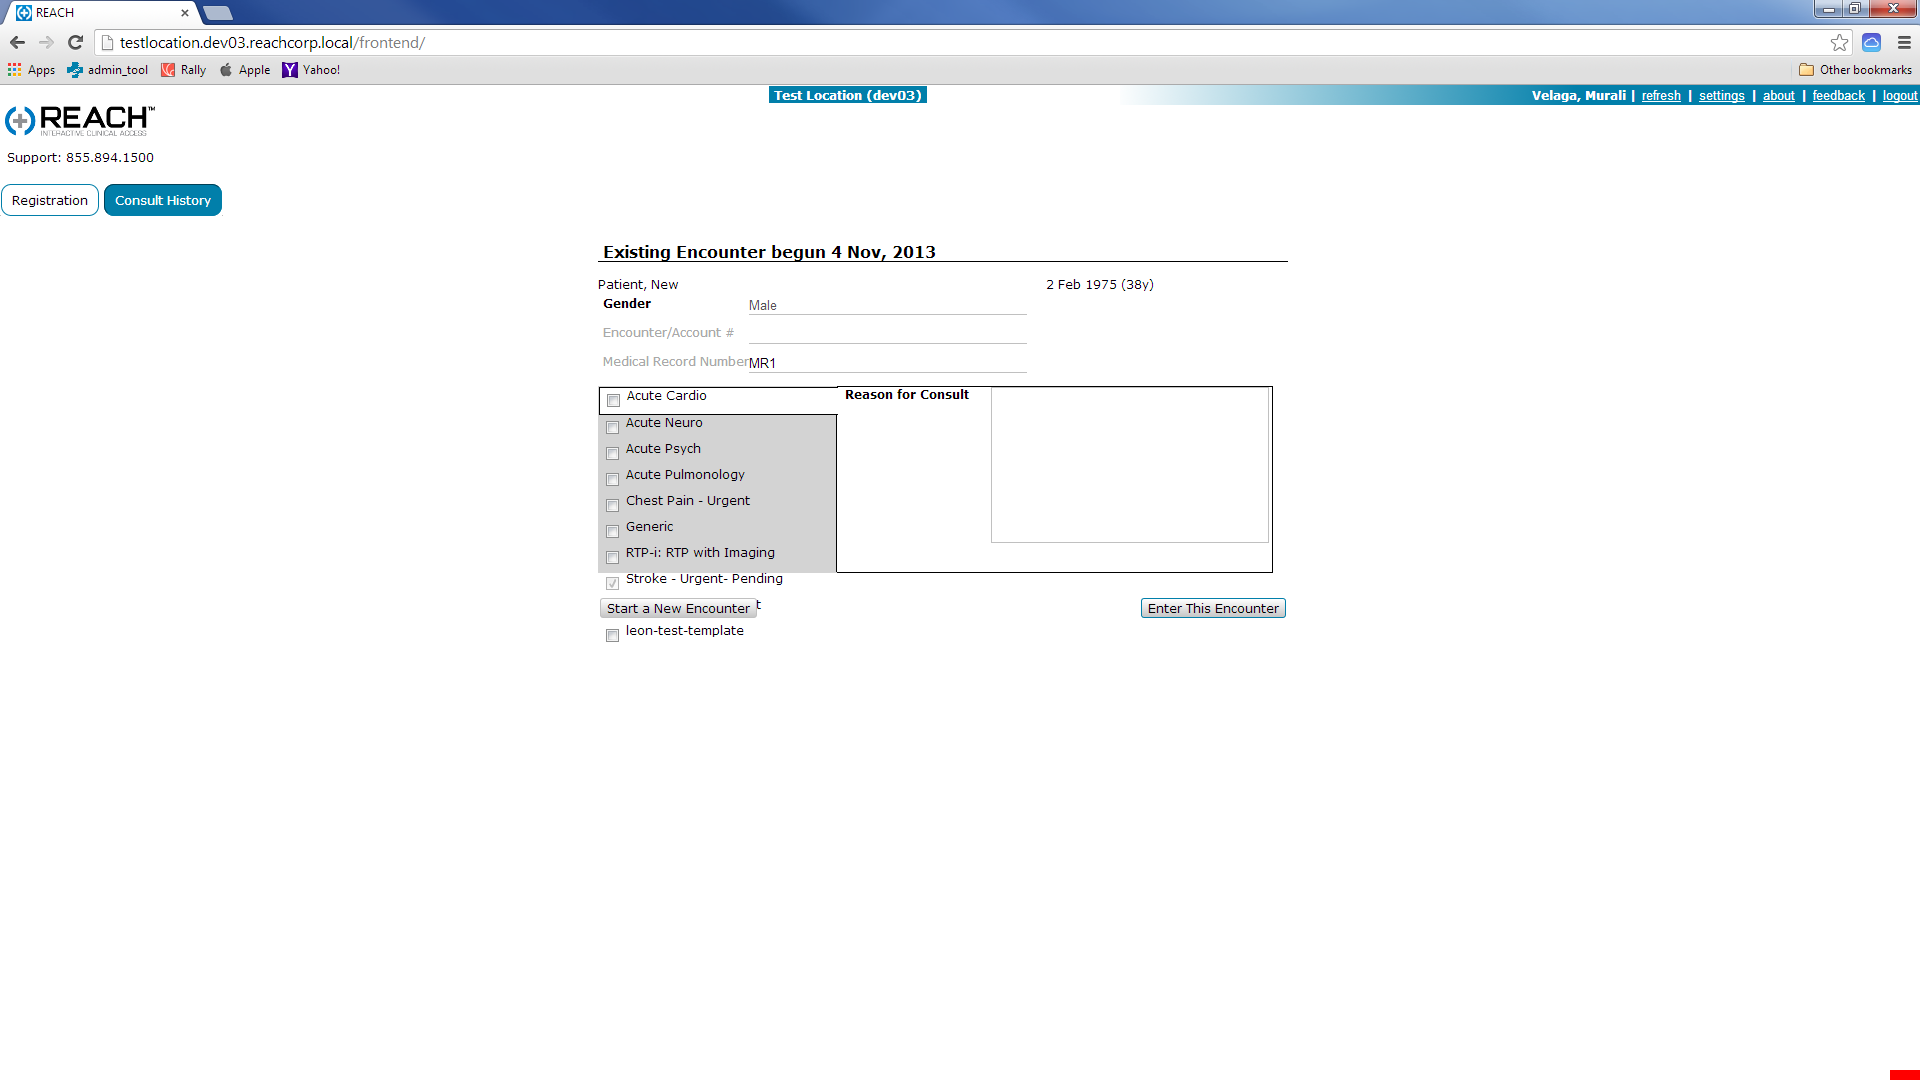 REACH
testlocation.dev03.reachcorp.local/frontend/
Apps admin_tool Rally Apple Yahoo! Other bookmarks
Test Location (dev03) Velaga, Murali | refresh | settings | about | feedback | logout
REACH™
INTERACTIVE CLINICAL ACCESS
Support: 855.894.1500
Registration Consult History
Existing Encounter begun 4 Nov, 2013
Patient, New 2 Feb 1975 (38y)
Gender Male
Encounter/Account #
Medical Record Number MR1
Acute Cardio Reason for Consult
Acute Neuro
Acute Psych
Acute Pulmonology
Chest Pain - Urgent
Generic
RTP-i: RTP with Imaging
Stroke - Urgent- Pending
Start a New Encounter Enter This Encounter
leon-test-template